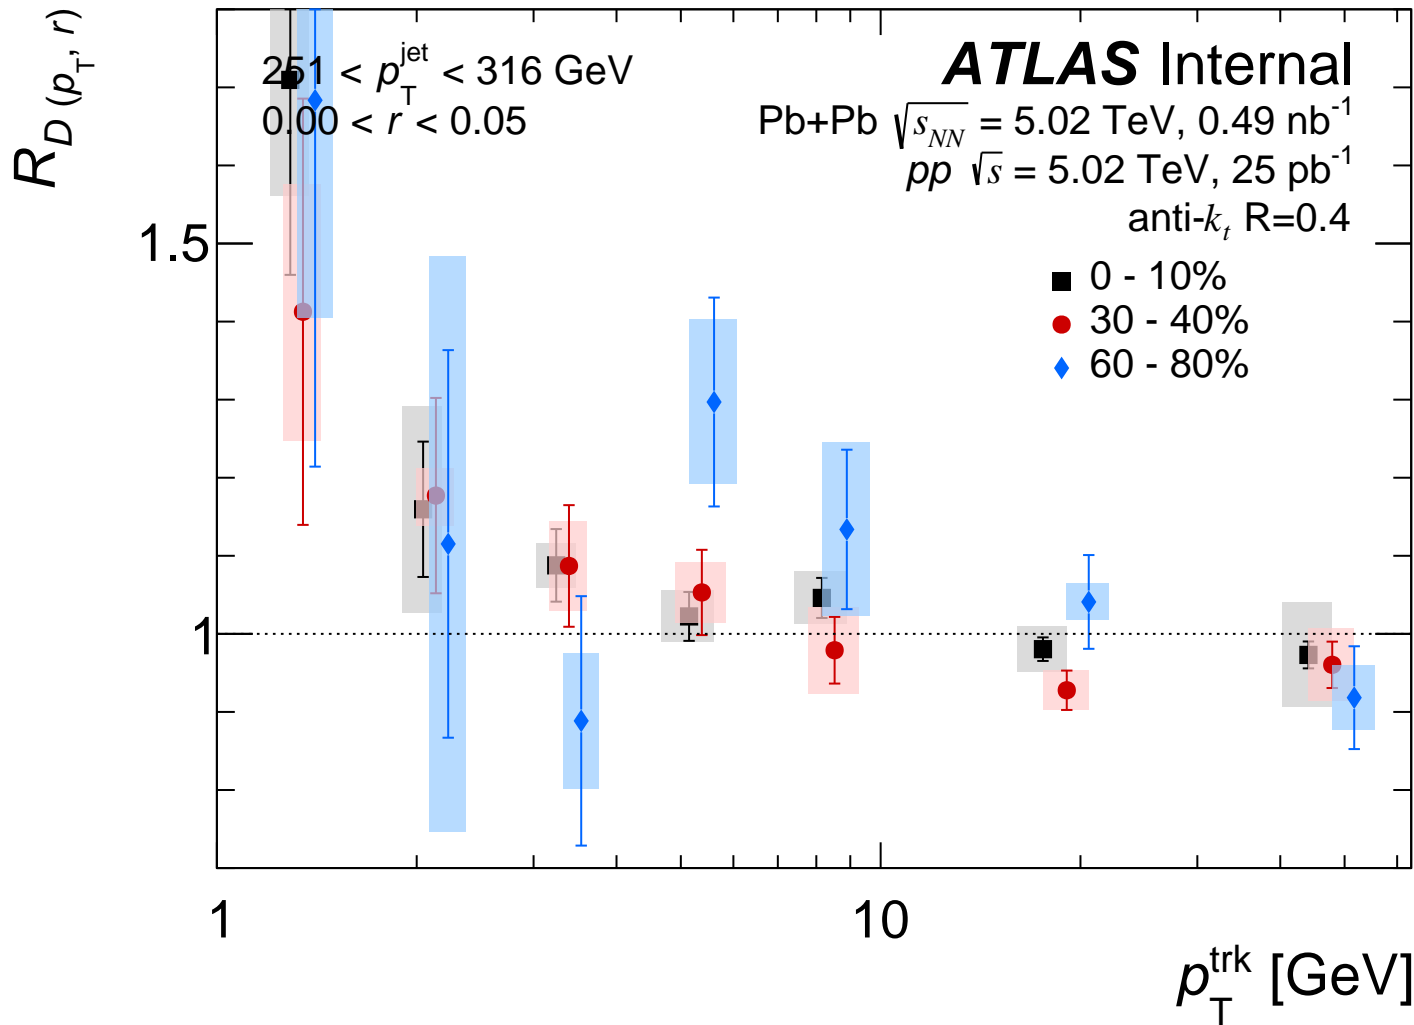 R_D (p_T, r)
251 < p_T^jet < 316 GeV
0.00 < r < 0.05
ATLAS Internal
Pb+Pb √s_NN = 5.02 TeV, 0.49 nb^-1
pp √s = 5.02 TeV, 25 pb^-1
anti-k_t R=0.4
0 - 10%
30 - 40%
60 - 80%
1.5
1
1
10
p_T^trk [GeV]